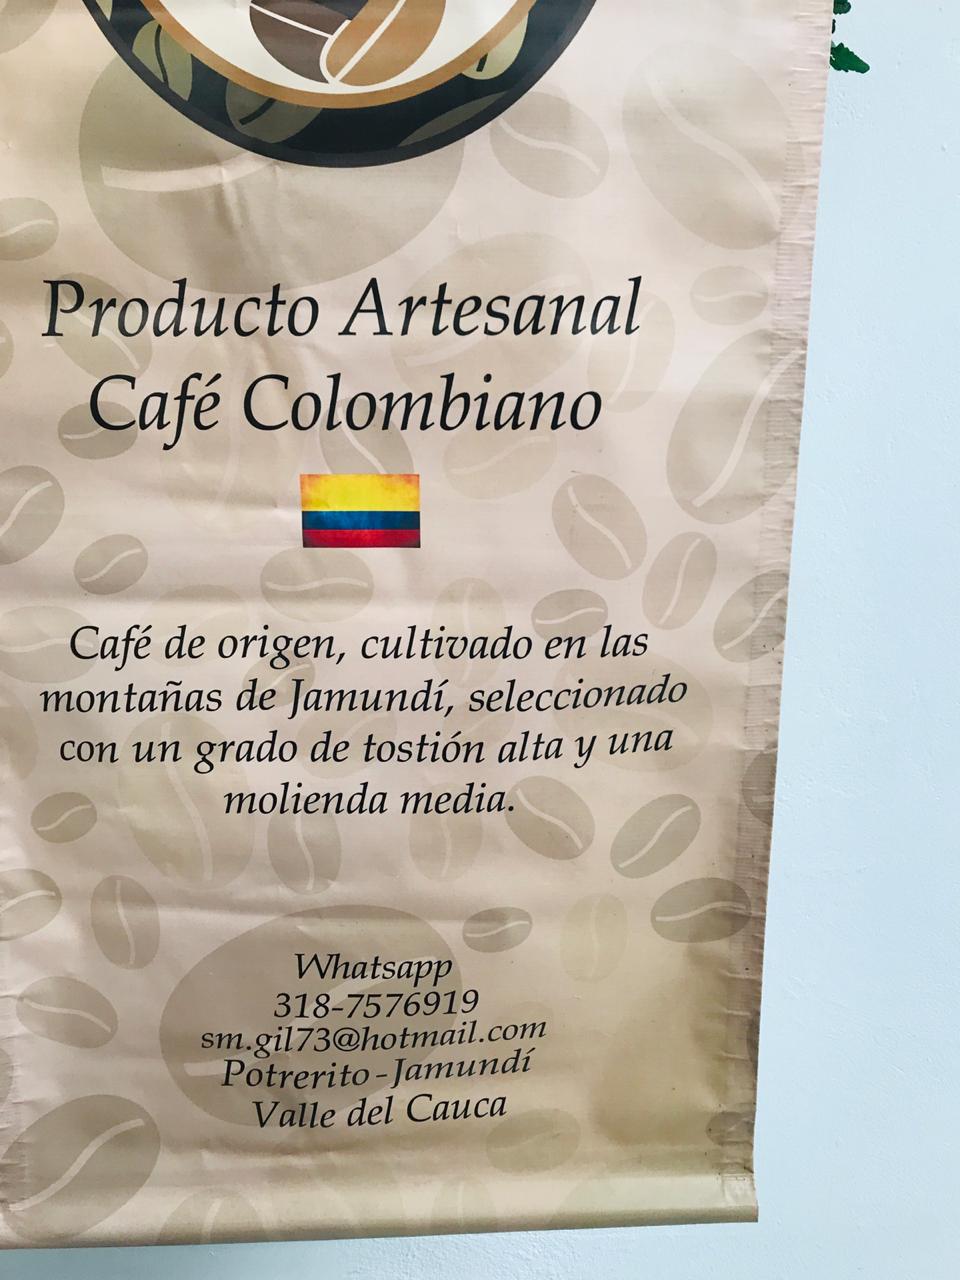 Producto Artesanal
Café Colombiano
Café de origen, cultivado en las
montañas de Jamundí, seleccionado
con un grado de tostión alta y una
molienda media.
Whatsapp
318-7576919
sm.gil73@hotmail.com
Potrerito-Jamundí
Valle del Cauca